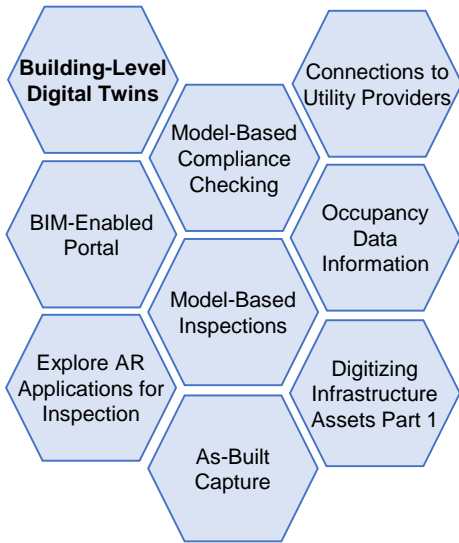 Building-Level
Digital Twins
Connections to
Utility Providers
Model-Based
Compliance
Checking
BIM-Enabled
Portal
Occupancy
Data
Information
Model-Based
Inspections
Explore AR
Applications for
Inspection
Digitizing
Infrastructure
Assets Part 1
As-Built
Capture